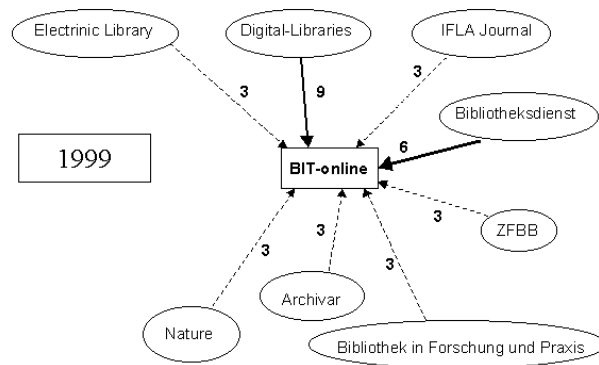 Electrinic Library
Digital-Libraries
IFLA Journal
3
9
3
Bibliotheksdienst
1999
6
BIT-online
3
ZFBB
3
3
3
Archivar
Nature
Bibliothek in Forschung und Praxis